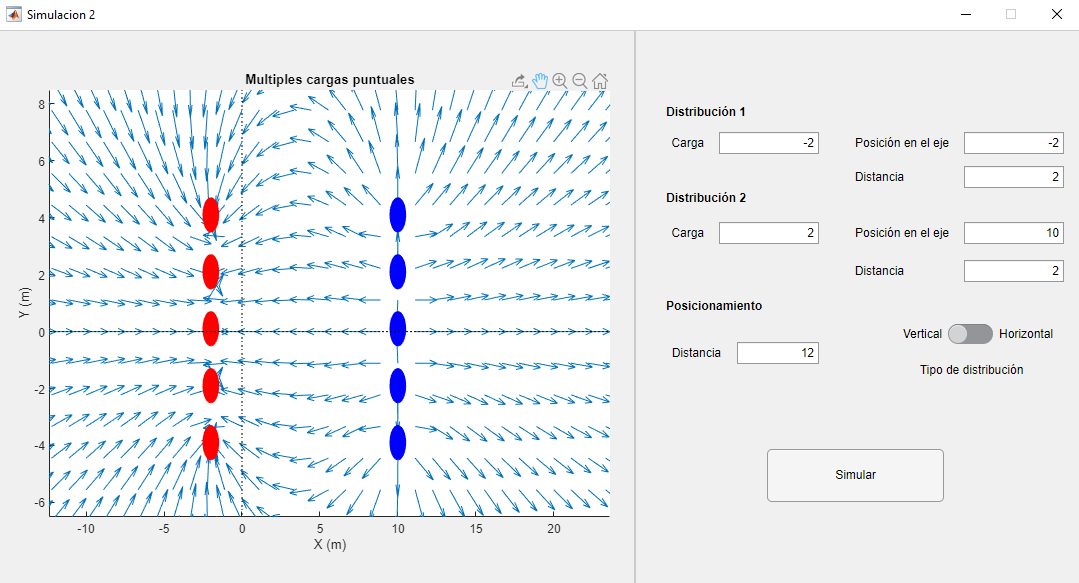 Simulacion 2
Multiples cargas puntuales
8
6
4
2
0
-2
-4
-6
Y (m)
-10
-5
0
5
10
15
20
X (m)
Distribución 1
Carga
-2
Posición en el eje
-2
Distancia
2
Distribución 2
Carga
2
Posición en el eje
10
Distancia
2
Posicionamiento
Vertical
Horizontal
Distancia
12
Tipo de distribución
Simular